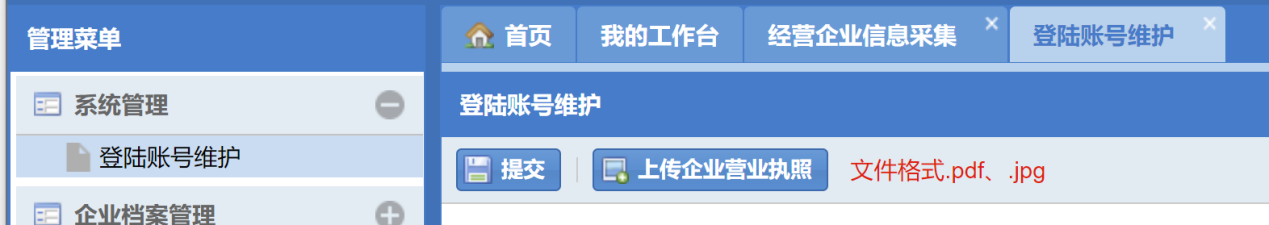 管理菜单
首页 我的工作台 经营企业信息采集 登陆账号维护
系统管理
登陆账号维护
登陆账号维护
提交 上传企业营业执照 文件格式.pdf、.jpg
企业档案管理